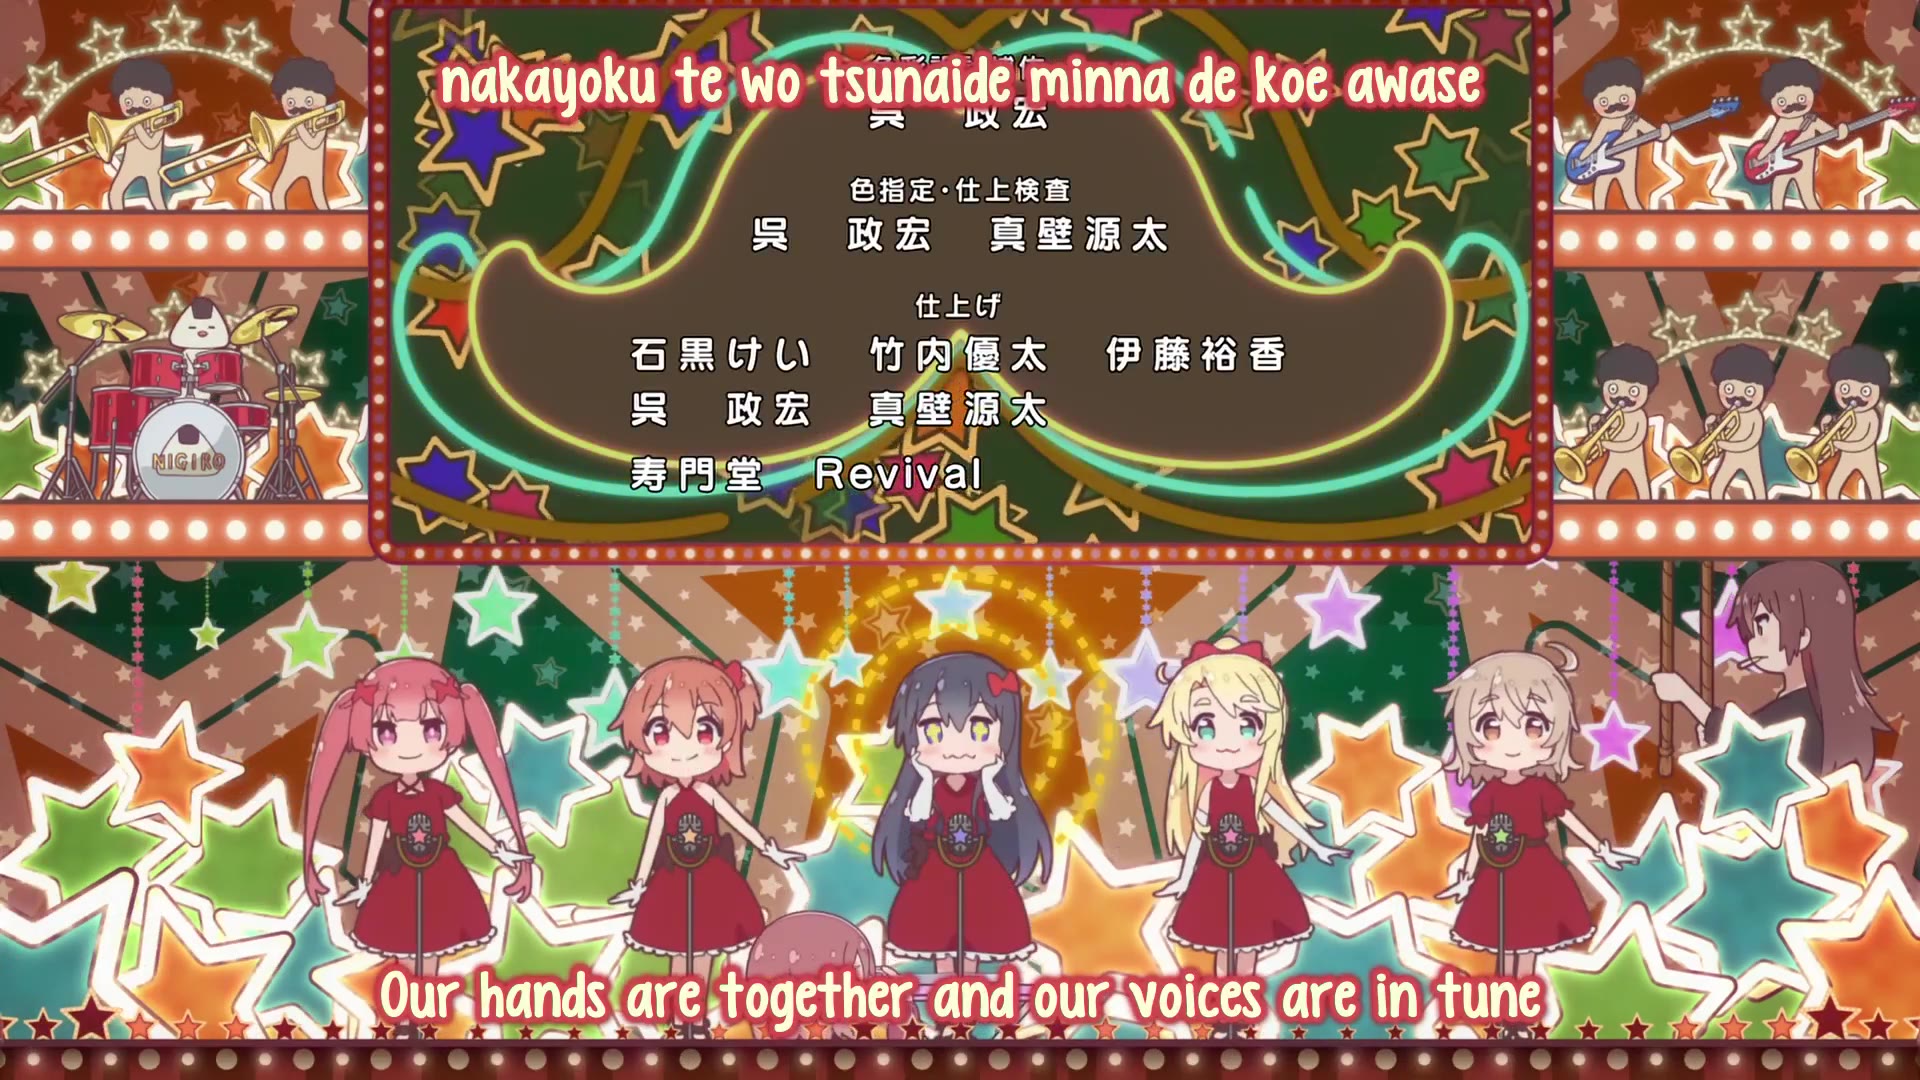 nakayoku te wo tsunaide minna de koe awase
呉 政宏
色指定・仕上検査
呉 政宏 真壁源太
仕上げ
石黒けい 竹内優太 伊藤裕香
呉 政宏 真壁源太
寿門堂 Revival
NIGIRO
Our hands are together and our voices are in tune